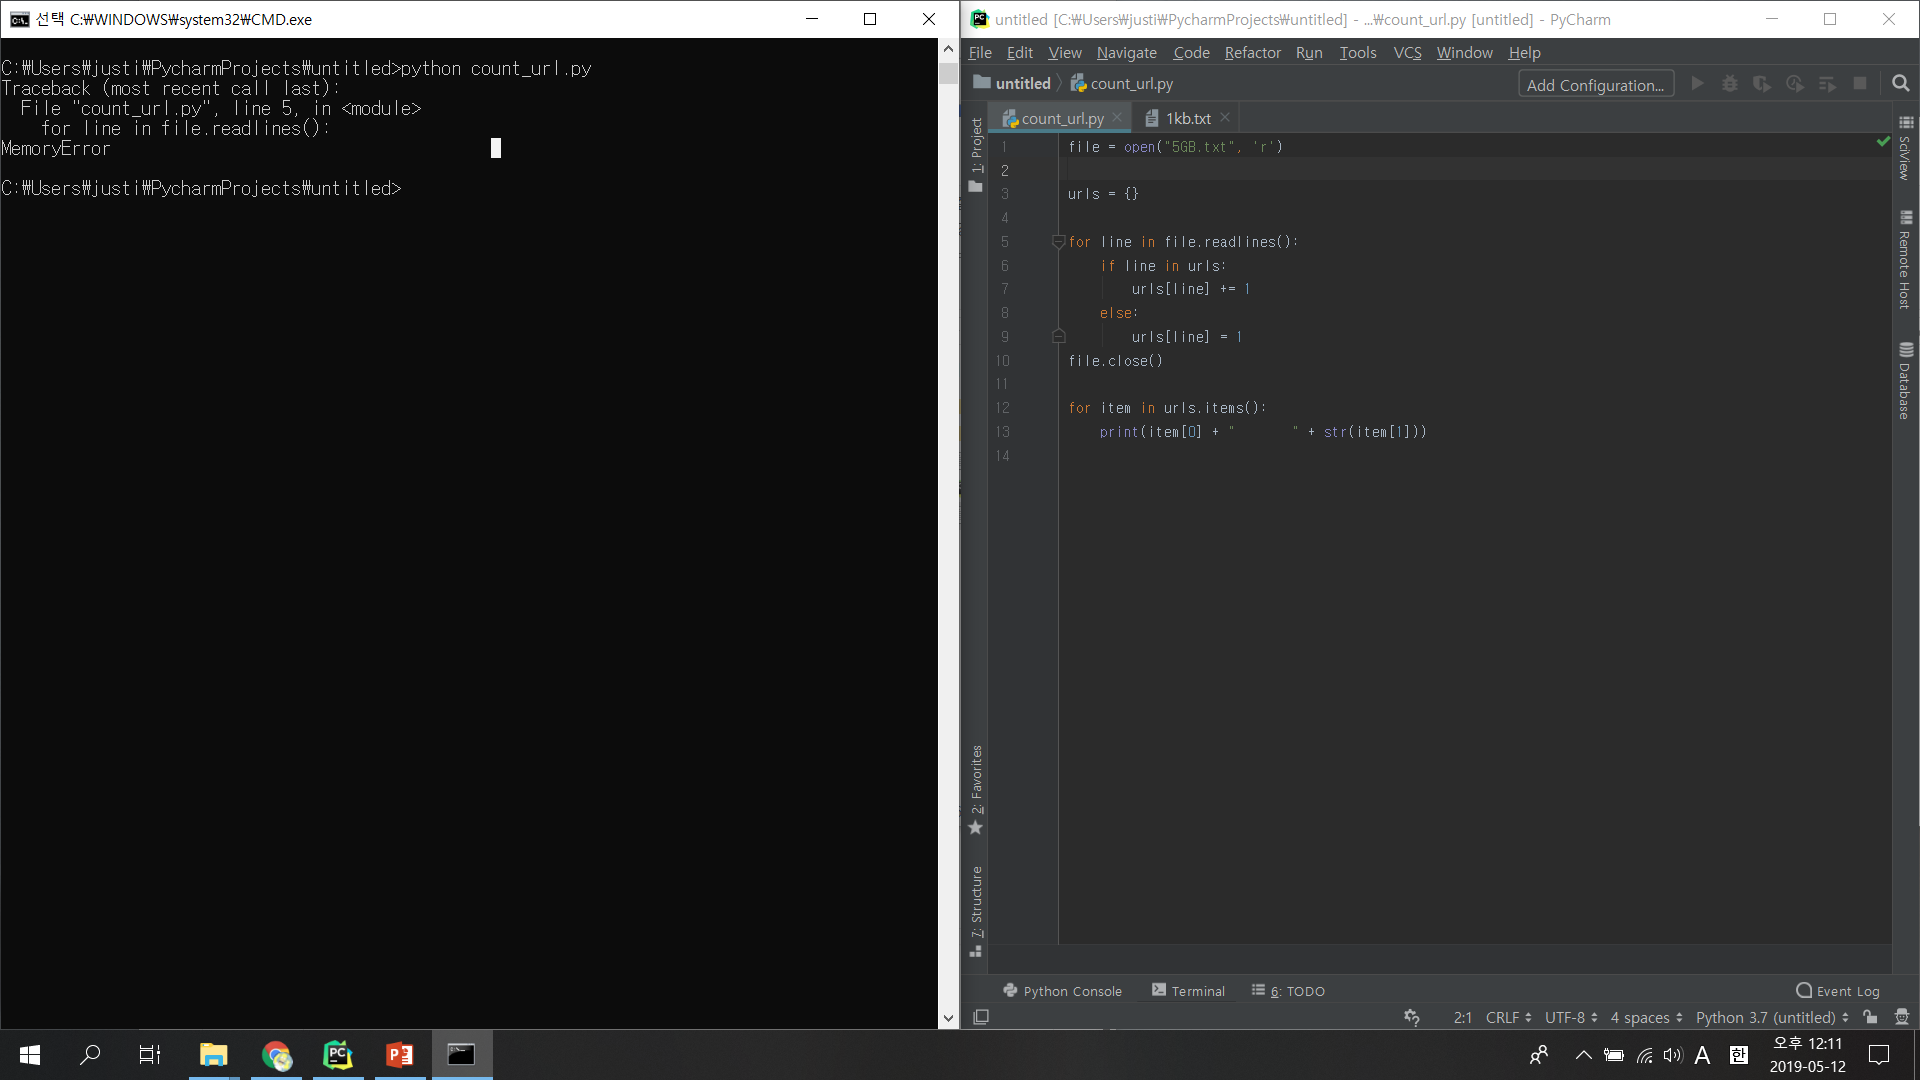 선택 C:₩WINDOWS₩system32₩CMD.exe
C:₩Users₩justi₩PycharmProjects₩untitled>python count_url.py
Traceback (most recent call last):
  File "count_url.py", line 5, in <module>
    for line in file.readlines():
MemoryError
C:₩Users₩justi₩PycharmProjects₩untitled>
untitled [C:₩Users₩justi₩PycharmProjects₩untitled] - ...₩count_url.py [untitled] - PyCharm
File Edit View Navigate Code Refactor Run Tools VCS Window Help
untitled count_url.py Add Configuration...
count_url.py 1kb.txt
1: Project
1 file = open("5GB.txt", 'r')
2
3 urls = {}
4
5 for line in file.readlines():
6     if line in urls:
7         urls[line] += 1
8     else:
9         urls[line] = 1
10 file.close()
11
12 for item in urls.items():
13     print(item[0] + "       " + str(item[1]))
14
SciView
Remote Host
Database
2: Favorites
7: Structure
Python Console Terminal 6: TODO Event Log
2:1 CRLF UTF-8 4 spaces Python 3.7 (untitled)
A 한 오후 12:11
2019-05-12